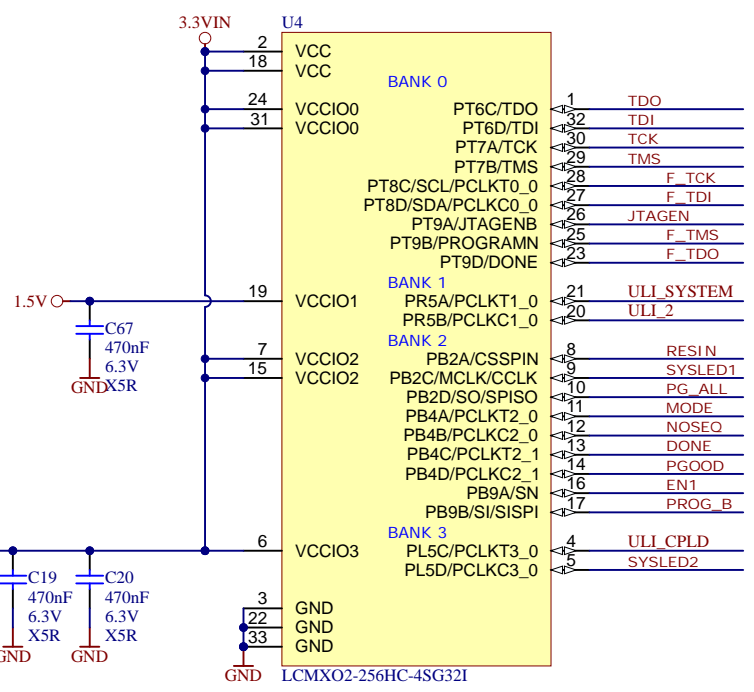 3.3VIN
U4
2 VCC
18 VCC
BANK 0
24 VCCIO0
PT6C/TDO 1 TDO
31 VCCIO0
PT6D/TDI 32 TDI
PT7A/TCK 30 TCK
PT7B/TMS 29 TMS
PT8C/SCL/PCLKT0_0 28 F_TCK
PT8D/SDA/PCLKC0_0 27 F_TDI
PT9A/JTAGENB 26 JTAGEN
PT9B/PROGRAMN 25 F_TMS
PT9D/DONE 23 F_TDO
BANK 1
1.5V 19 VCCIO1
PR5A/PCLKT1_0 21 ULI_SYSTEM
PR5B/PCLKC1_0 20 ULI_2
C67
470nF
6.3V
X5R
GND
BANK 2
7 VCCIO2
PB2A/CSSPIN 8 RESIN
15 VCCIO2
PB2C/MCLK/CCLK 9 SYSLED1
PB2D/SO/SPISO 10 PG_ALL
PB4A/PCLKT2_0 11 MODE
PB4B/PCLKC2_0 12 NOSEQ
PB4C/PCLKT2_1 13 DONE
PB4D/PCLKC2_1 14 PGOOD
PB9A/SN 16 EN1
PB9B/SI/SISPI 17 PROG_B
BANK 3
6 VCCIO3
PL5C/PCLKT3_0 4 ULI_CPLD
PL5D/PCLKC3_0 5 SYSLED2
C19
470nF
6.3V
X5R
GND
C20
470nF
6.3V
X5R
GND
3 GND
22 GND
33 GND
GND
LCMXO2-256HC-4SG32I